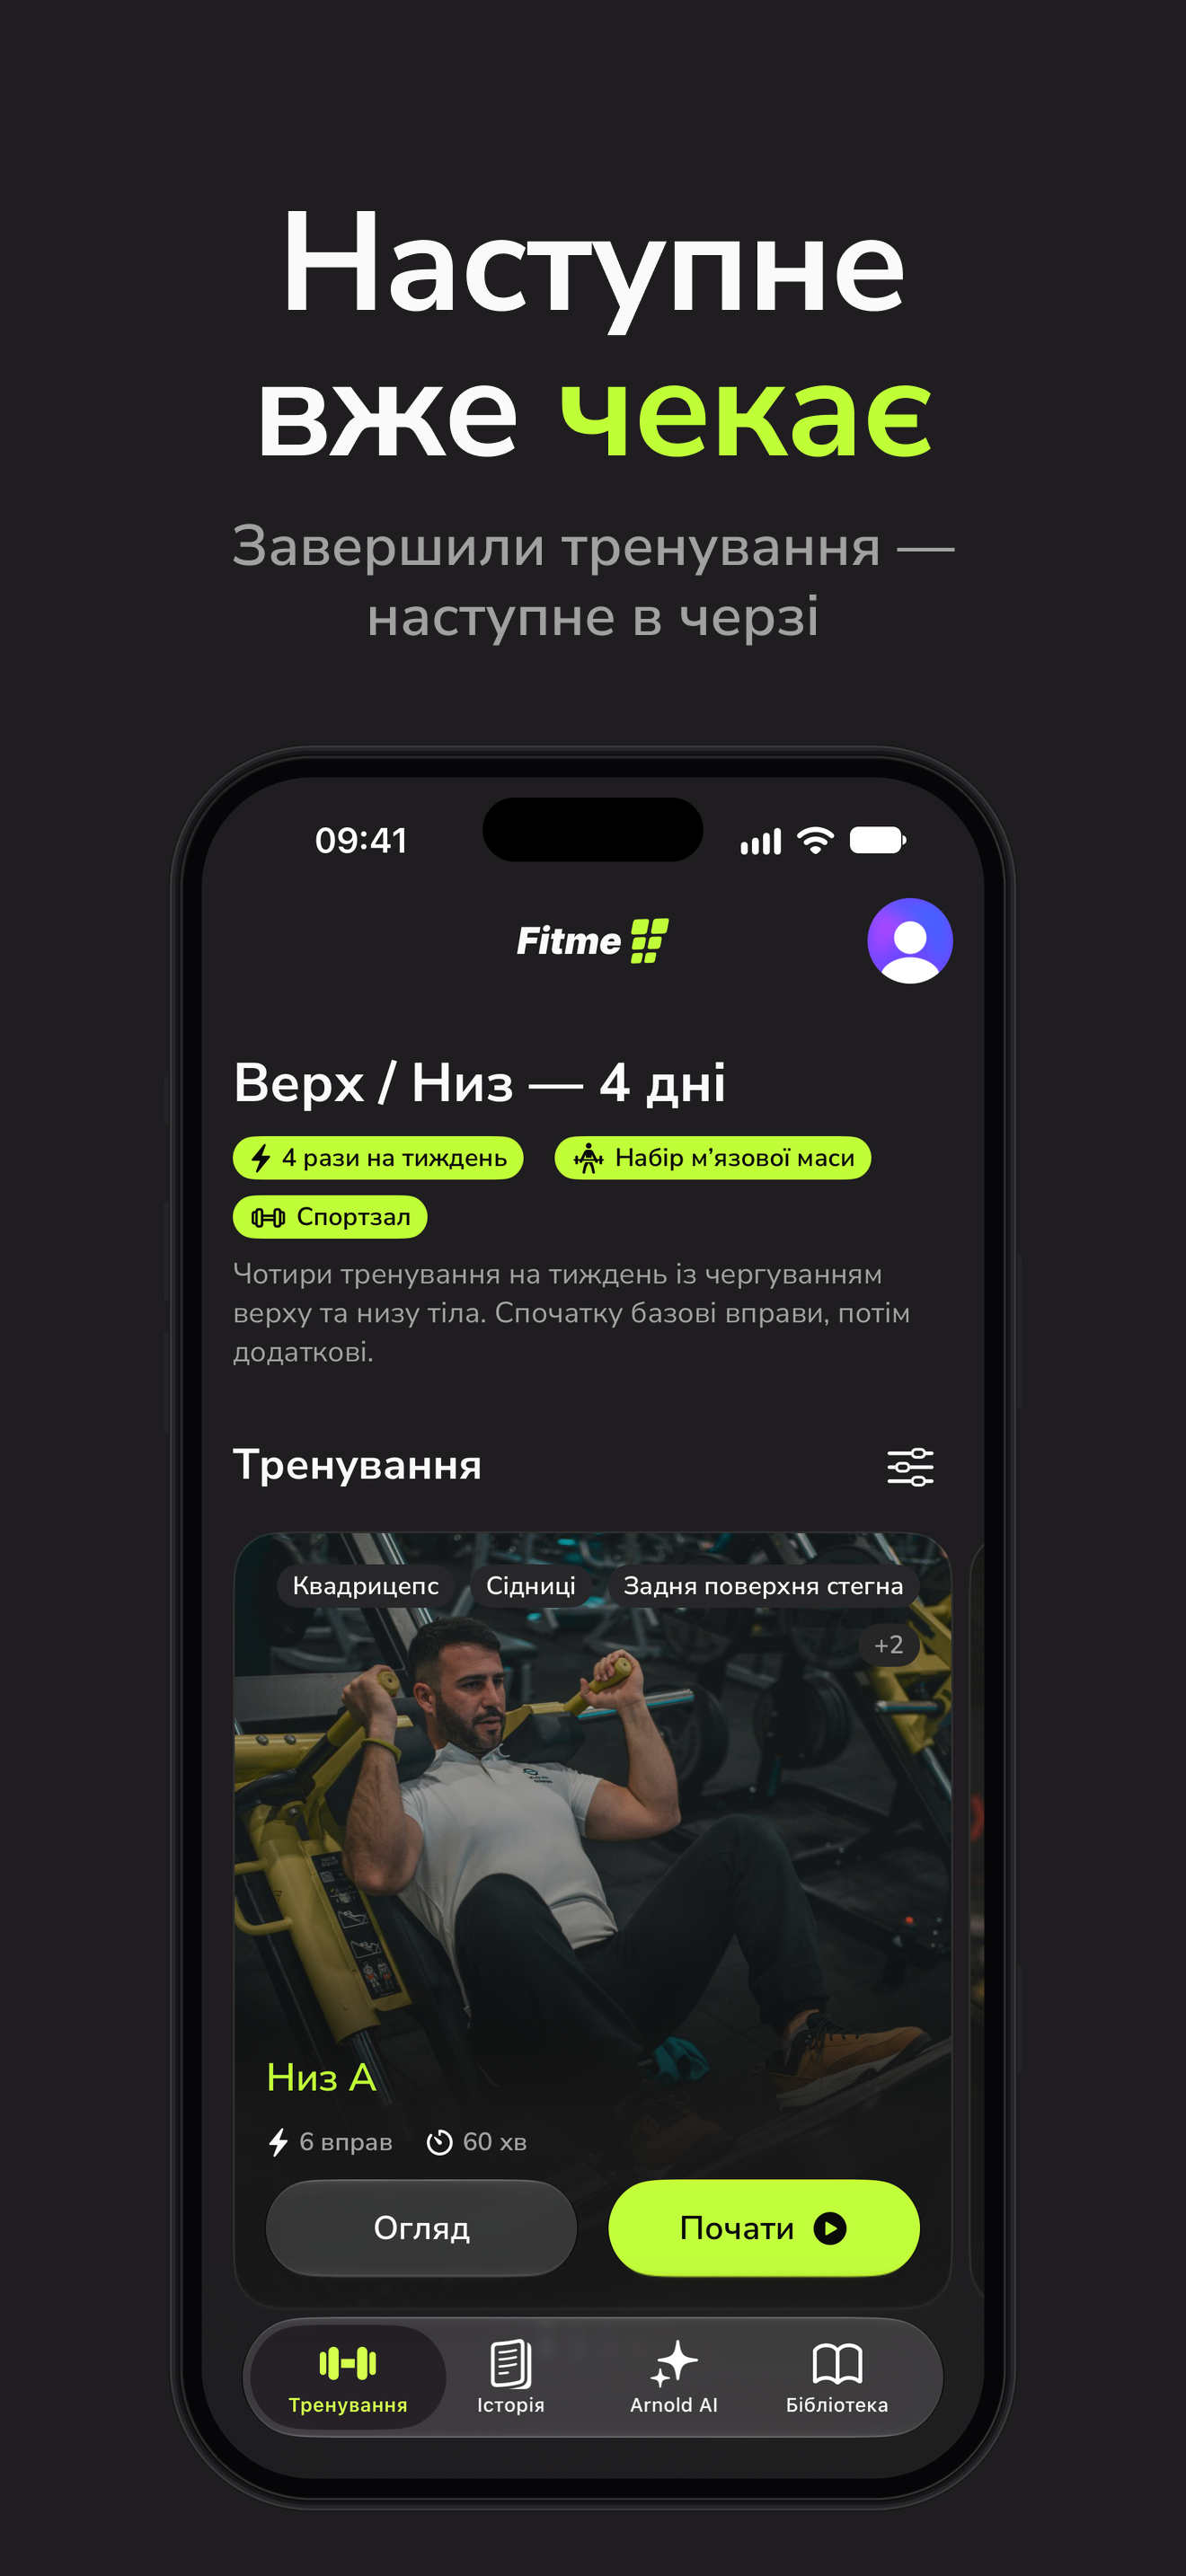 Наступне
вже чекає
Завершили тренування —
наступне в черзі
09:41
Fitme
Верх / Низ — 4 дні
4 рази на тиждень
Набір м’язової маси
Спортзал
Чотири тренування на тиждень із чергуванням
верху та низу тіла. Спочатку базові вправи, потім
додаткові.
Тренування
Квадрицепс
Сідниці
Задня поверхня стегна
+2
Низ A
6 вправ
60 хв
Огляд
Почати
Тренування
Історія
Arnold AI
Бібліотека